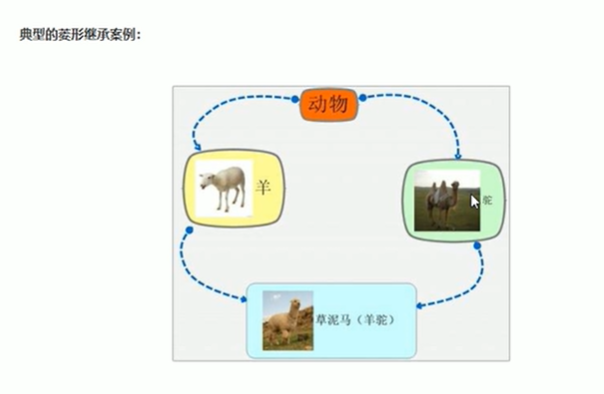 典型的菱形继承案例：
动物
羊
驼
草泥马（羊驼）